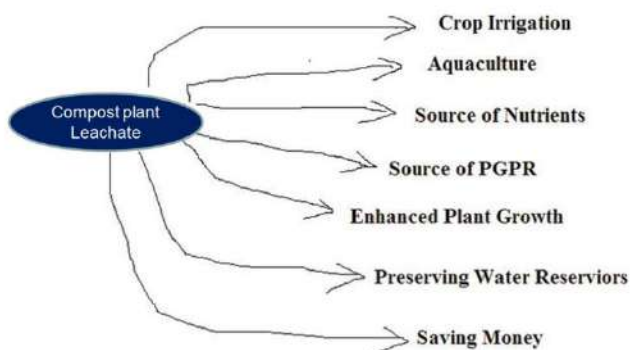 Crop Irrigation
Aquaculture
Compost plant
Leachate
Source of Nutrients
Source of PGPR
Enhanced Plant Growth
Preserving Water Reserviors
Saving Money